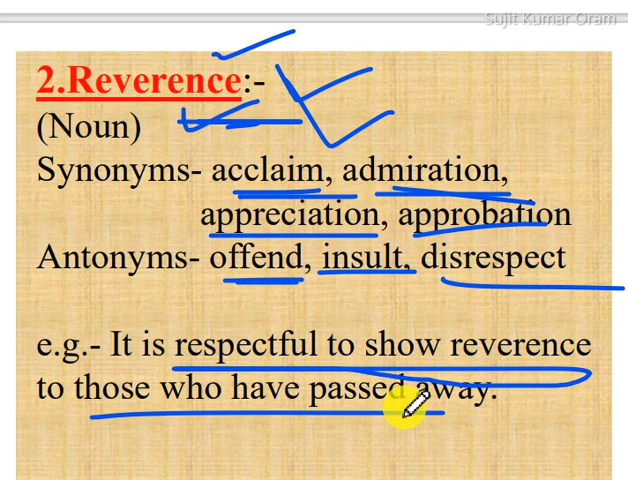 Sujit Kumar Oram
2.Reverence:-
(Noun)
Synonyms- acclaim, admiration,
appreciation, approbation
Antonyms- offend, insult, disrespect
e.g.- It is respectful to show reverence
to those who have passed away.